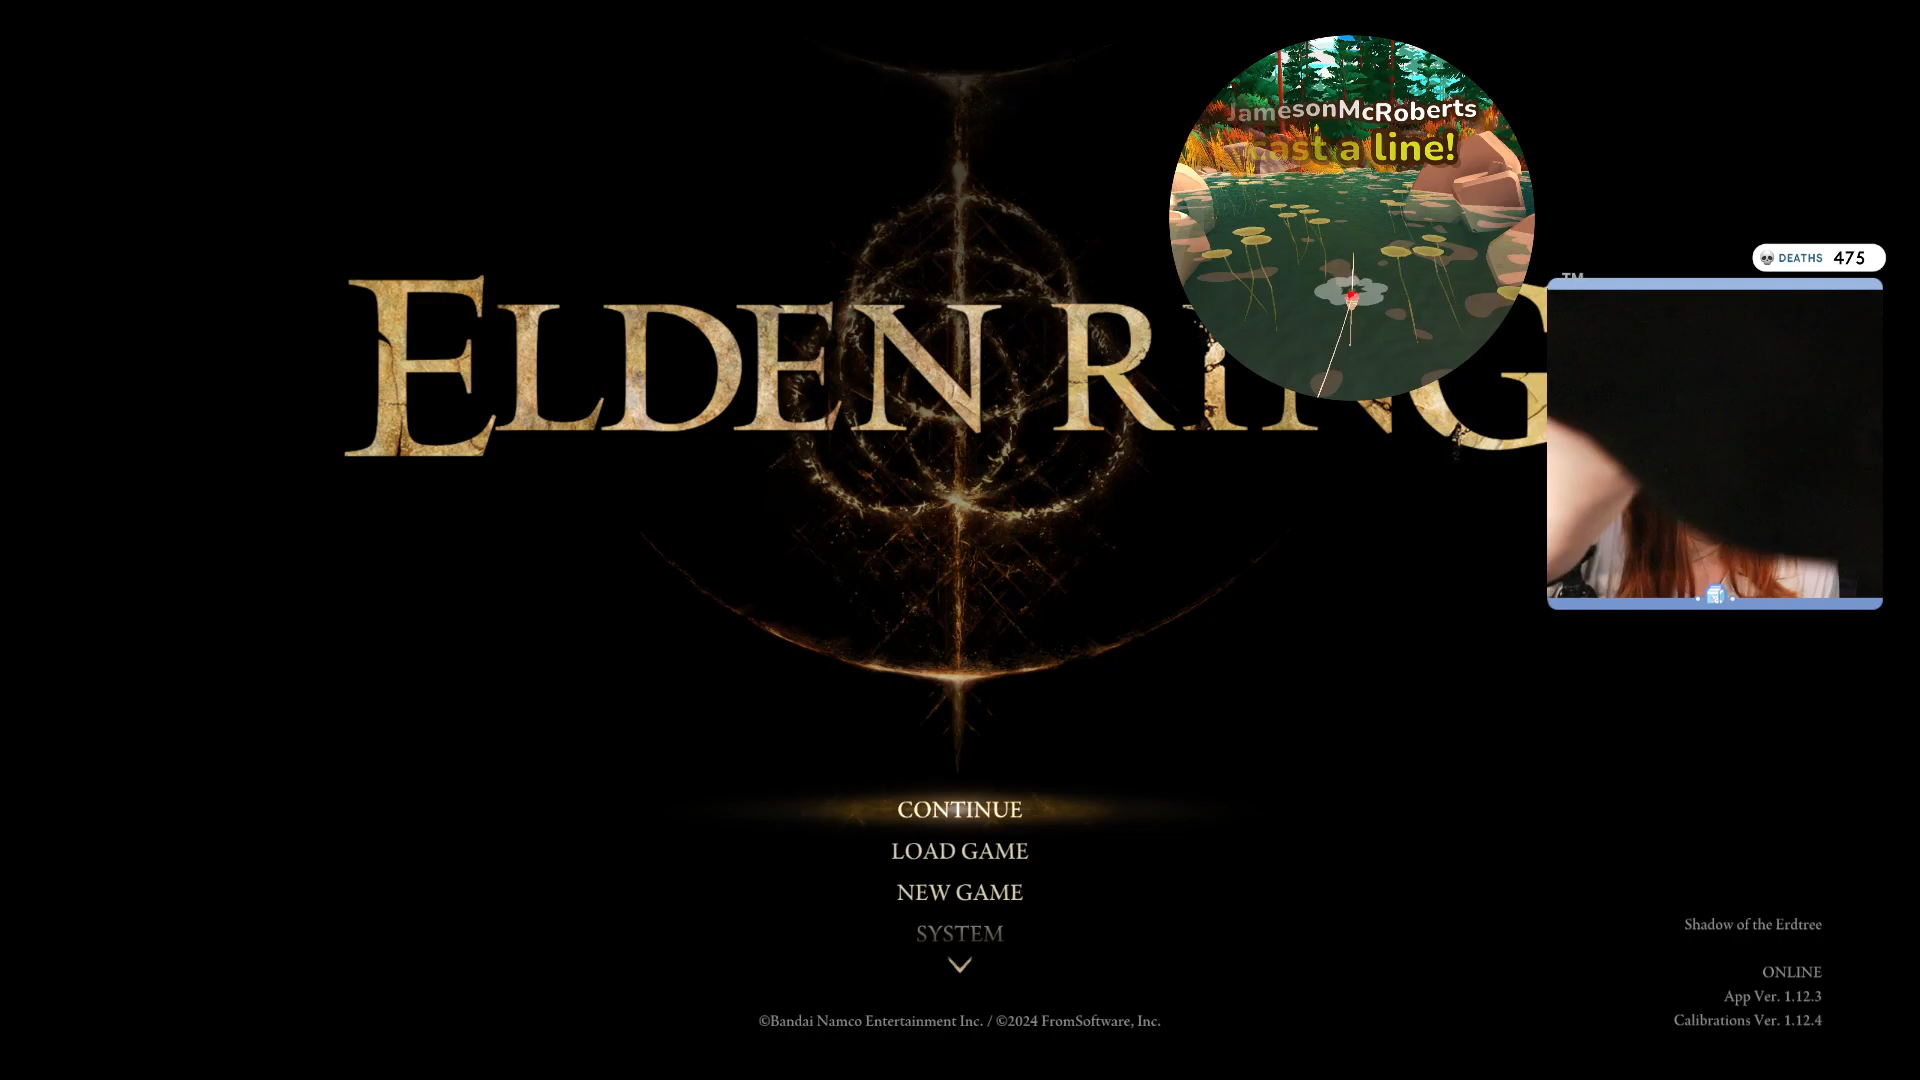 JamesonMcRoberts
cast a line!
DEATHS 475
ELDEN RING
TM
CONTINUE
LOAD GAME
NEW GAME
SYSTEM
Shadow of the Erdtree
ONLINE
App Ver. 1.12.3
Calibrations Ver. 1.12.4
©Bandai Namco Entertainment Inc. / ©2024 FromSoftware, Inc.